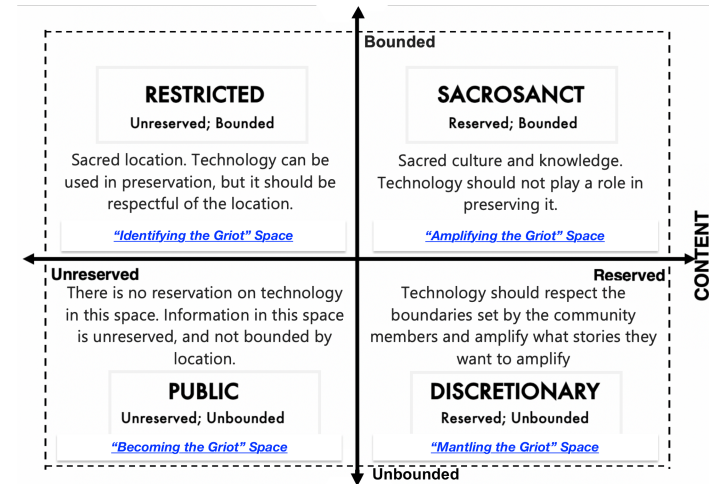 Bounded
RESTRICTED
Unreserved; Bounded
Sacred location. Technology can be
used in preservation, but it should be
respectful of the location.
"Identifying the Griot" Space
SACROSANCT
Reserved; Bounded
Sacred culture and knowledge.
Technology should not play a role in
preserving it.
"Amplifying the Griot" Space
CONTENT
Unreserved
Reserved
There is no reservation on technology
in this space. Information in this space
is unreserved, and not bounded by
location.
PUBLIC
Unreserved; Unbounded
"Becoming the Griot" Space
Technology should respect the
boundaries set by the community
members and amplify what stories they
want to amplify
DISCRETIONARY
Reserved; Unbounded
"Mantling the Griot" Space
Unbounded